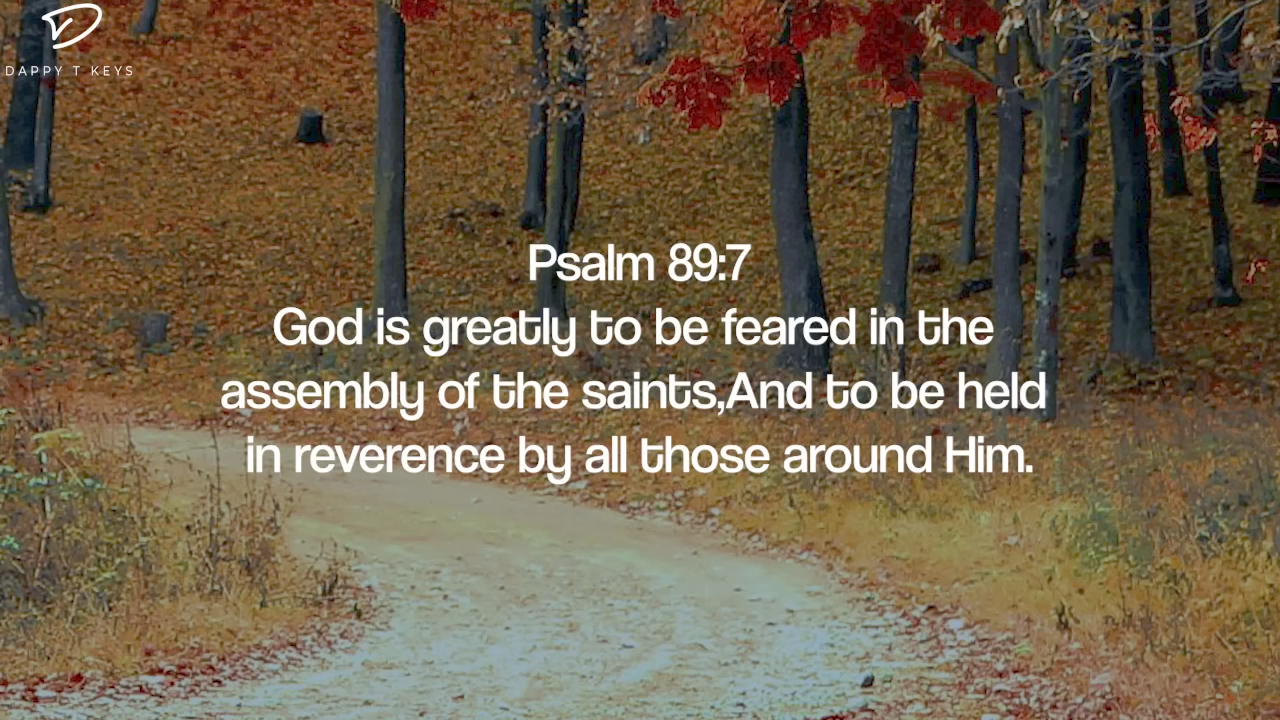 DAPPY T KEYS
Psalm 89:7
God is greatly to be feared in the
assembly of the saints,And to be held
in reverence by all those around Him.